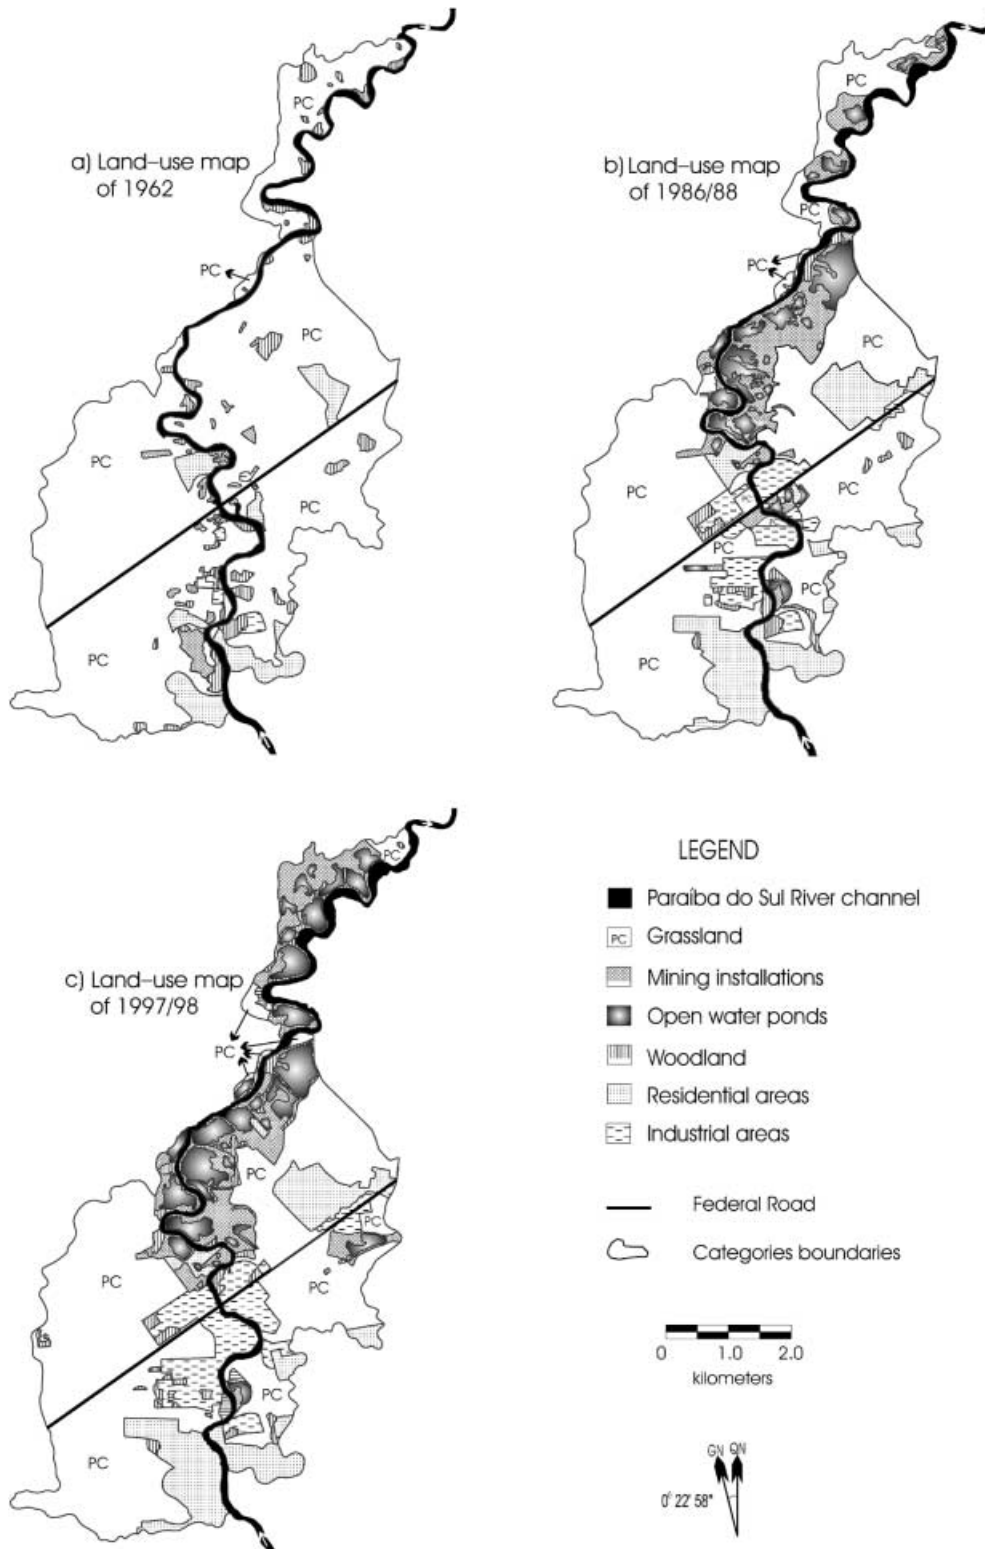 PC
a) Land–use map
of 1962
PC
PC
PC
PC
PC
PC
b) Land–use map
of 1986/88
PC
PC
PC
PC
PC
PC
PC
PC
PC
c) Land–use map
of 1997/98
PC
PC
PC
PC
PC
PC
PC
PC
LEGEND
Paraíba do Sul River channel
PC Grassland
Mining installations
Open water ponds
Woodland
Residential areas
Industrial areas
Federal Road
Categories boundaries
0 1.0 2.0
kilometers
GN QN
0° 22' 58"